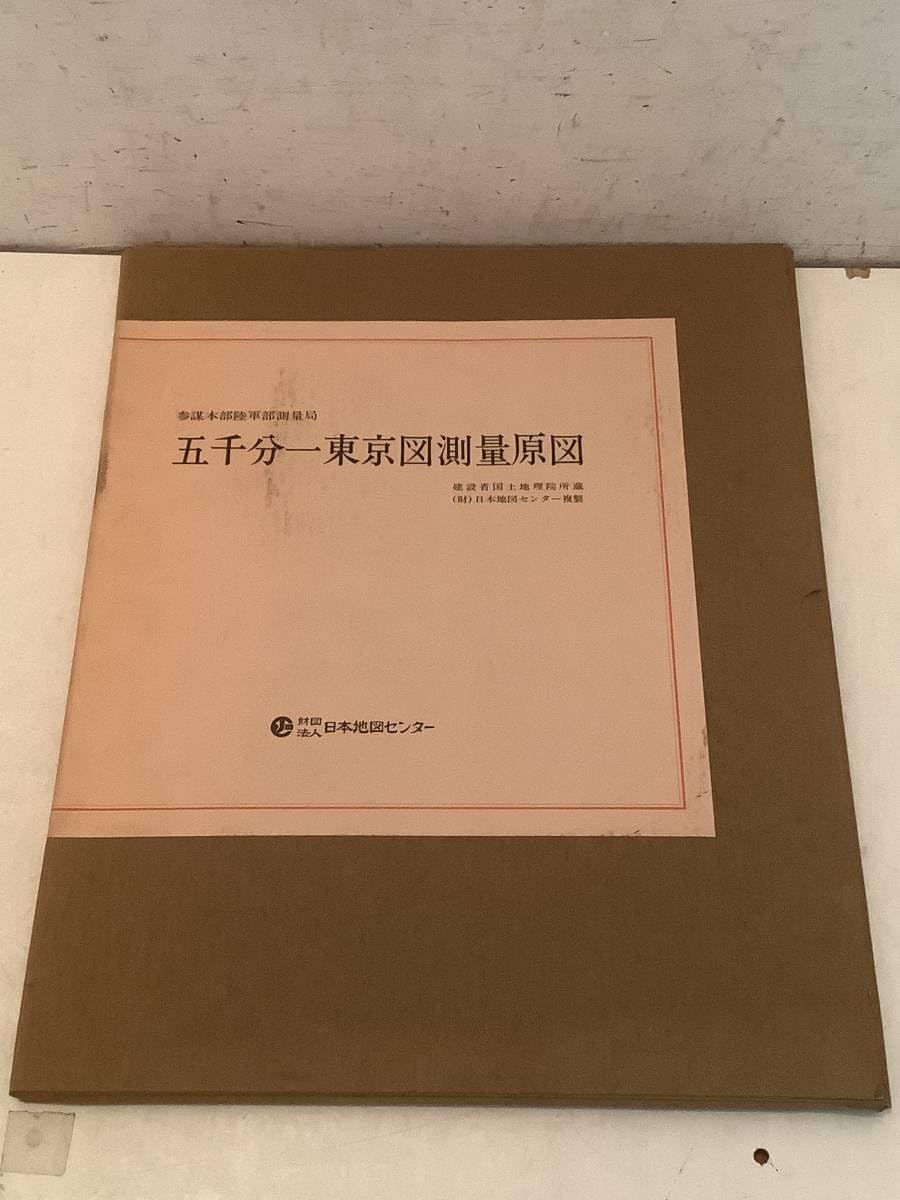 参謀本部陸軍部測量局
五千分一東京図測量原図
建設省国土地理院所蔵
(財)日本地図センター複製
財団法人日本地図センター